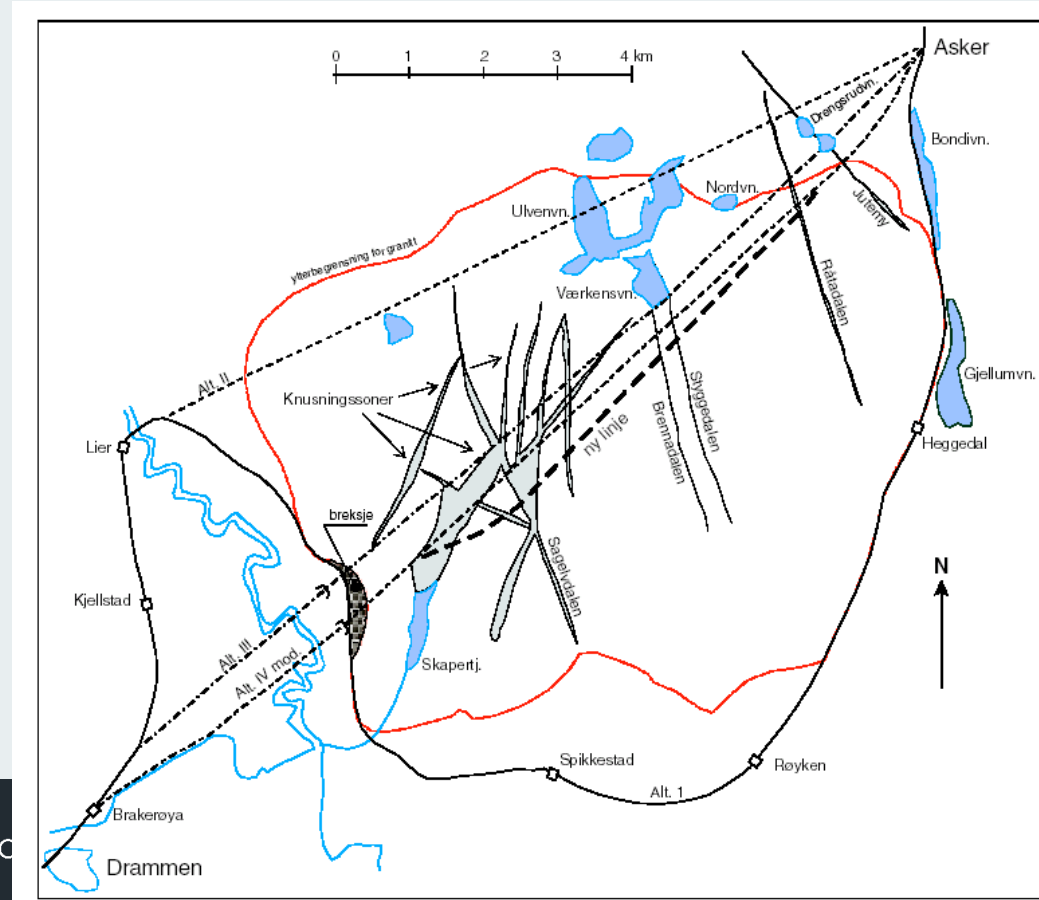 0 1 2 3 4 km
Asker
Drengsrudvn.
Bondivn.
Nordvn.
Ulvenvn.
Juterny
ytterbegrensning for granitt
Råtadalen
Værkensvn.
Gjellumvn.
Alt. II
Knusningssoner
Styggedalen
Brennadalen
ny linje
Heggedal
Lier
breksje
Sagelvdalen
N
Kjellstad
Alt. III
Alt. IV mod.
Skapertj.
Spikkestad
Røyken
Alt. 1
Brakerøya
Drammen